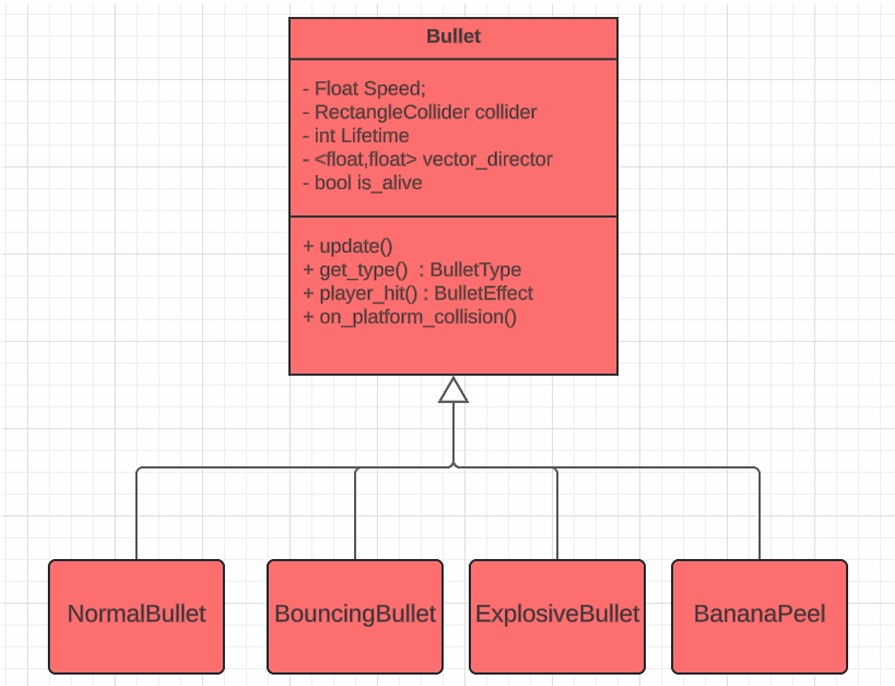 Bullet
- Float Speed;
- RectangleCollider collider
- int Lifetime
- <float,float> vector_director
- bool is_alive
+ update()
+ get_type() : BulletType
+ player_hit() : BulletEffect
+ on_platform_collision()
NormalBullet
BouncingBullet
ExplosiveBullet
BananaPeel